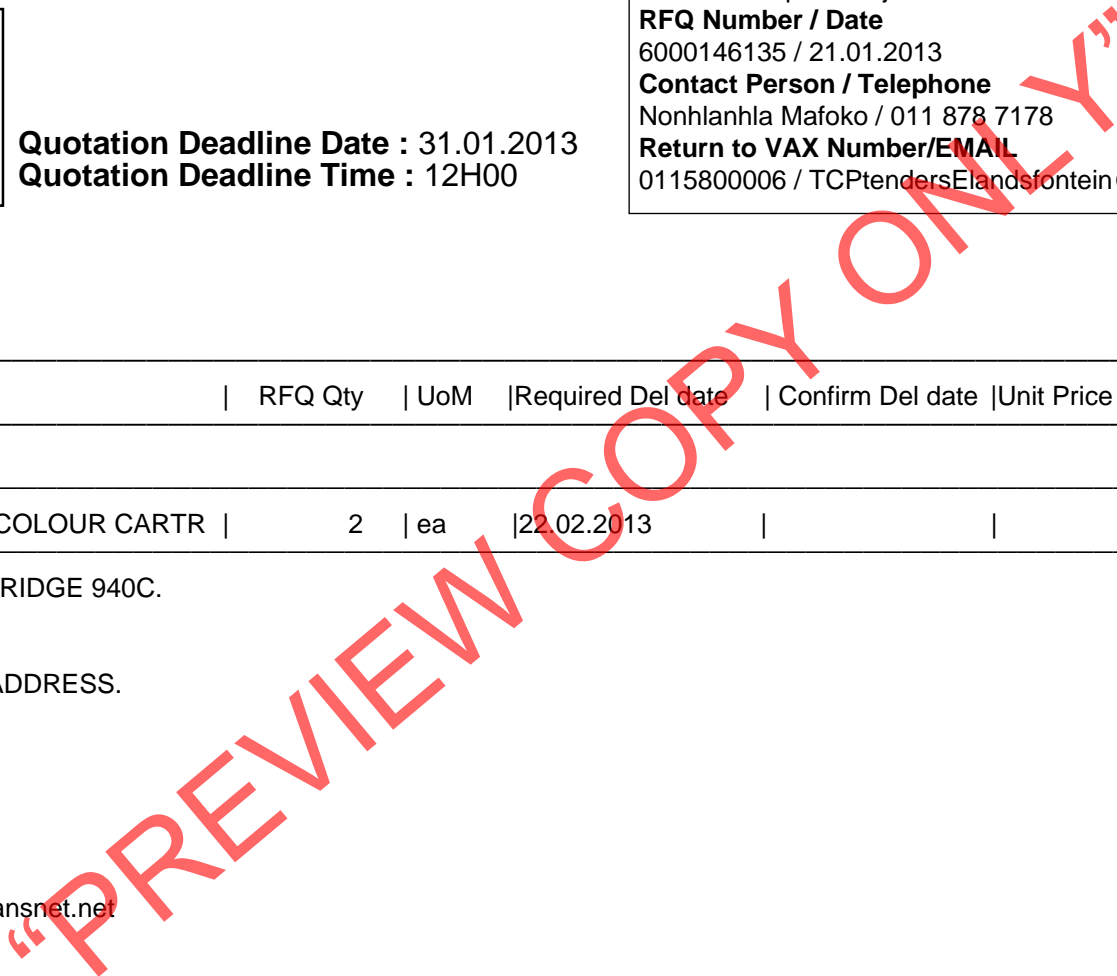 RFQ Number / Date
6000146135 / 21.01.2013
Contact Person / Telephone
Nonhlanhla Mafoko / 011 878 7178
Return to VAX Number/EMAIL
0115800006 / TCPtendersElandsfontein
Quotation Deadline Date : 31.01.2013
Quotation Deadline Time : 12H00
| RFQ Qty | UoM |Required Del date | Confirm Del date |Unit Price
COLOUR CARTR | 2 | ea |22.02.2013 | |
RIDGE 940C.
ADDRESS.
ansnet.net
“PREVIEW COPY ONLY”